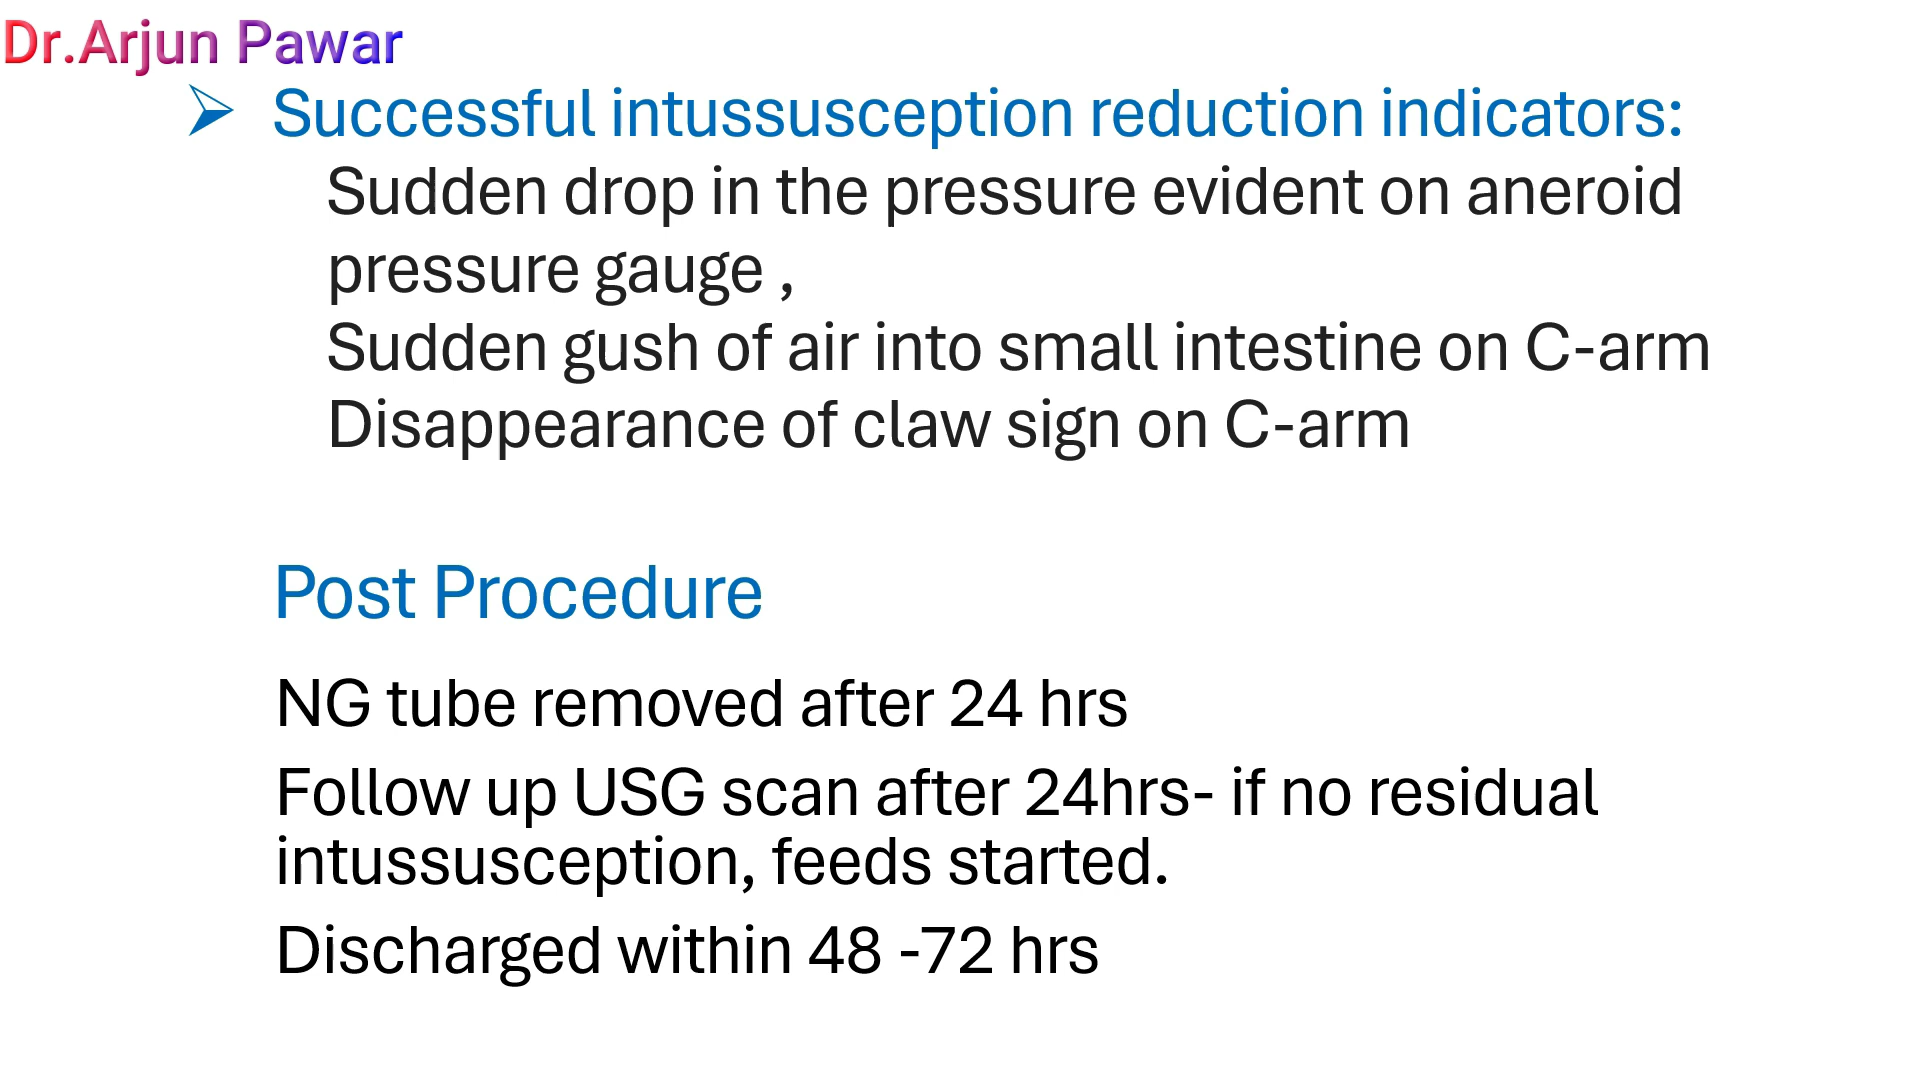 Dr.Arjun Pawar
Successful intussusception reduction indicators:
Sudden drop in the pressure evident on aneroid
pressure gauge ,
Sudden gush of air into small intestine on C-arm
Disappearance of claw sign on C-arm
Post Procedure
NG tube removed after 24 hrs
Follow up USG scan after 24hrs- if no residual
intussusception, feeds started.
Discharged within 48 -72 hrs